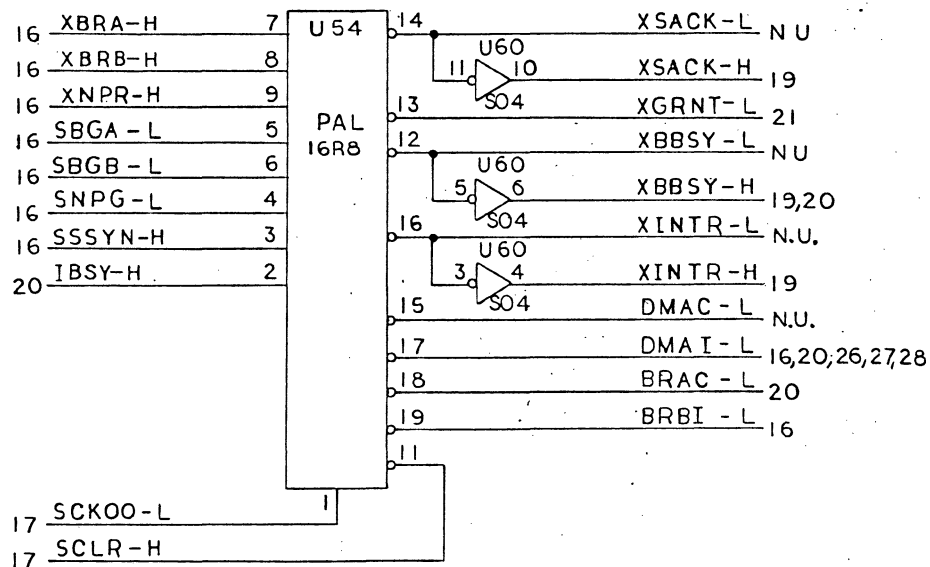 16 XBRA-H 7 U54 14 XSACK-L NU
U60
16 XBRB-H 8 11 10 XSACK-H 19
S04
16 XNPR-H 9 13 XGRNT-L 21
16 SBGA-L 5 PAL 12 XBBSY-L NU
16R8 U60
16 SBGB-L 6 5 6 XBBSY-H 19,20
S04
16 SNPG-L 4 16 XINTR-L N.U.
U60
16 SSSYN-H 3 3 4 XINTR-H 19
S04
20 IBSY-H 2 15 DMAC-L N.U.
17 DMAI-L 16,20,26,27,28
18 BRAC-L 20
19 BRBI-L 16
11
1
17 SCK00-L
17 SCLR-H